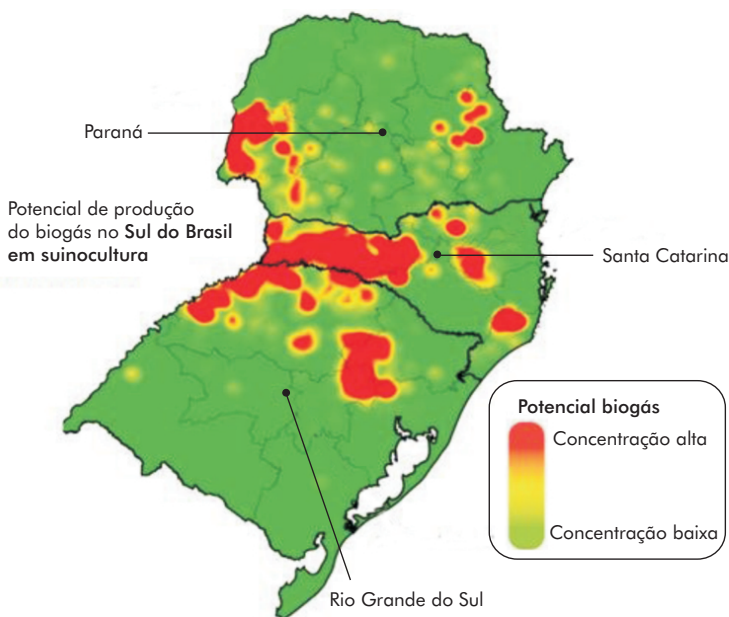 Paraná
Potencial de produção
do biogás no Sul do Brasil
em suinocultura
Santa Catarina
Potencial biogás
Concentração alta
Concentração baixa
Rio Grande do Sul